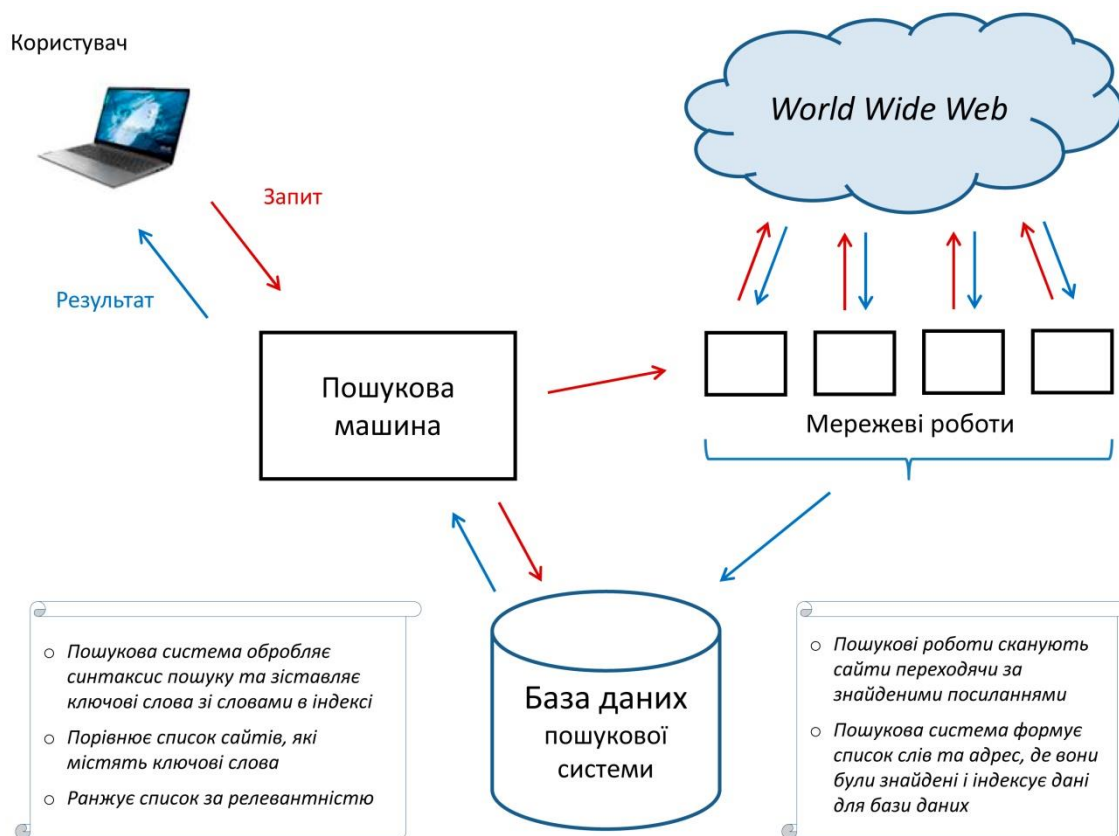 Користувач
World Wide Web
Запит
Результат
Пошукова
машина
Мережеві роботи
База даних
пошукової
системи
○ Пошукова система обробляє
синтаксис пошуку та зіставляє
ключові слова зі словами в індексі
○ Порівнює список сайтів, які
містять ключові слова
○ Ранжує список за релевантністю
○ Пошукові роботи сканують
сайти переходячи за
знайденими посиланнями
○ Пошукова система формує
список слів та адрес, де вони
були знайдені і індексує дані
для бази даних